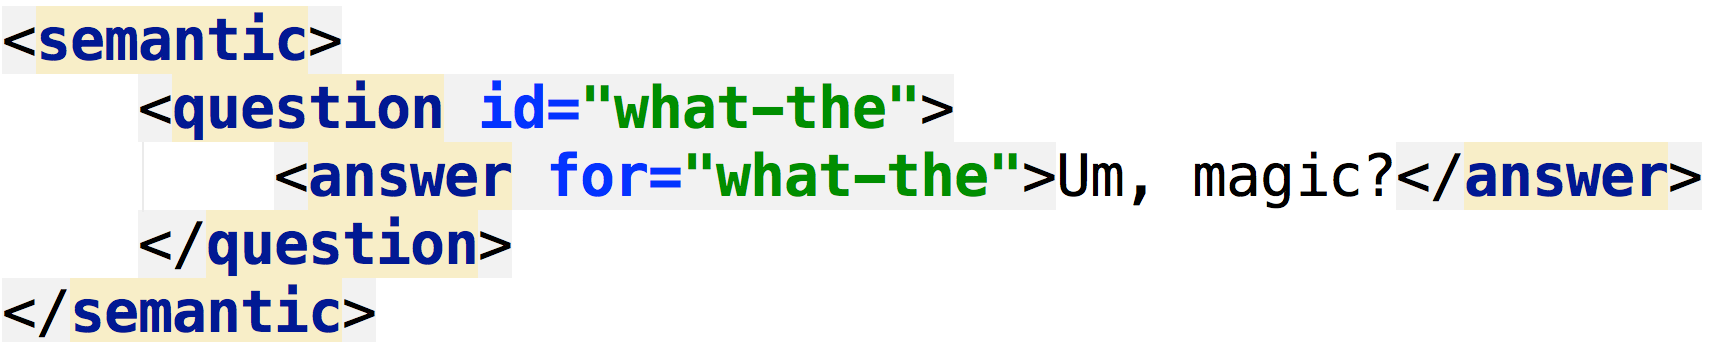 <semantic>
    <question id="what-the">
        <answer for="what-the">Um, magic?</answer>
    </question>
</semantic>